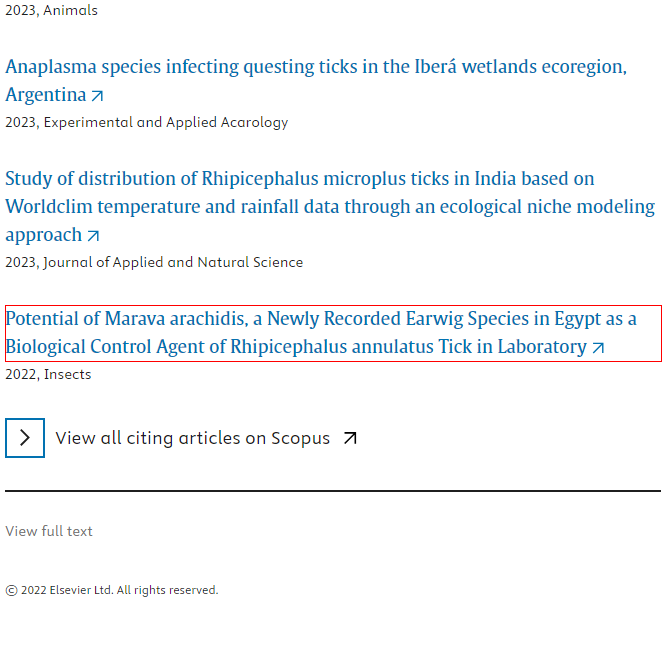 2023, Animals
Anaplasma species infecting questing ticks in the Iberá wetlands ecoregion,
Argentina
2023, Experimental and Applied Acarology
Study of distribution of Rhipicephalus microplus ticks in India based on
Worldclim temperature and rainfall data through an ecological niche modeling
approach
2023, Journal of Applied and Natural Science
Potential of Marava arachidis, a Newly Recorded Earwig Species in Egypt as a
Biological Control Agent of Rhipicephalus annulatus Tick in Laboratory
2022, Insects
View all citing articles on Scopus
View full text
© 2022 Elsevier Ltd. All rights reserved.